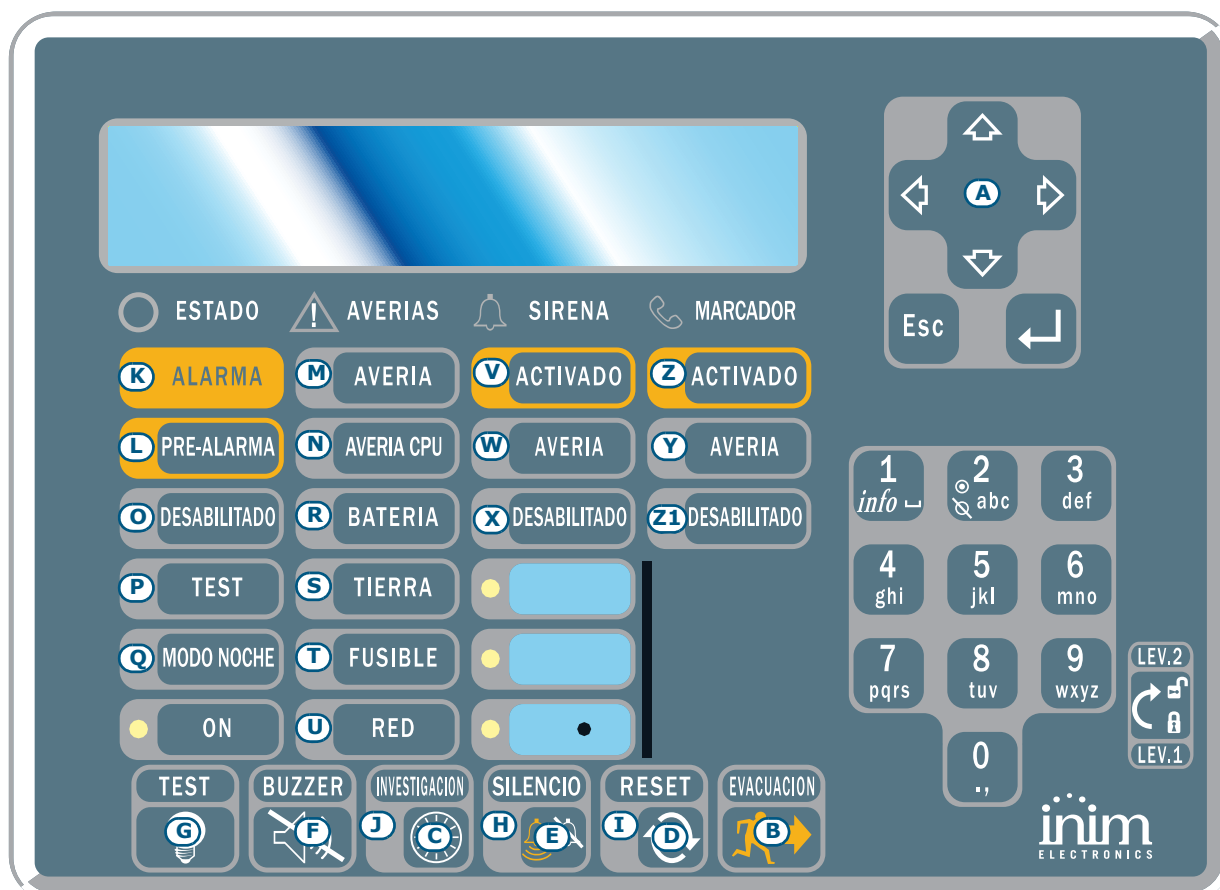 A
ESTADO AVERIAS SIRENA MARCADOR
Esc
K ALARMA M AVERIA V ACTIVADO Z ACTIVADO
L PRE-ALARMA N AVERIA CPU W AVERIA Y AVERIA
O DESABILITADO R BATERIA X DESABILITADO Z1 DESABILITADO
P TEST S TIERRA
Q MODO NOCHE T FUSIBLE
ON U RED
1 2 3
info abc def
4 5 6
ghi jkl mno
7 8 9
pqrs tuv wxyz
0
.,
LEV.2
LEV.1
TEST BUZZER INVESTIGACION SILENCIO RESET EVACUACION
G F J C H E I D B
inim
ELECTRONICS